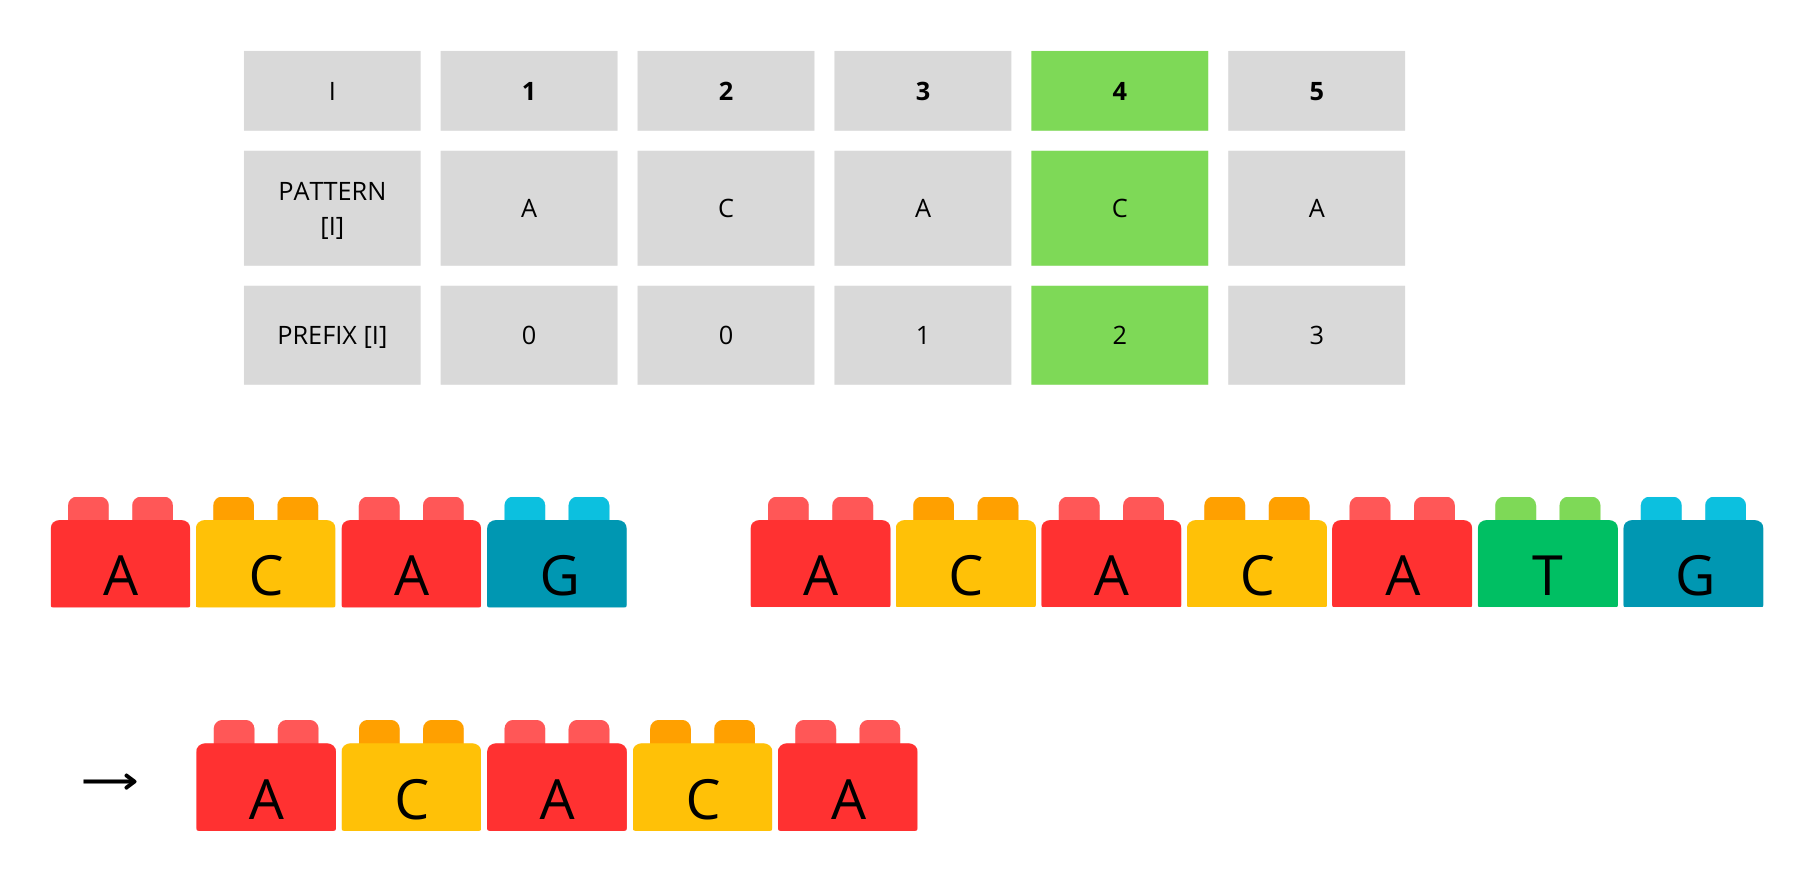 I 1 2 3 4 5
PATTERN
[I] A C A C A
PREFIX [I] 0 0 1 2 3
A C A G A C A C A T G
A C A C A